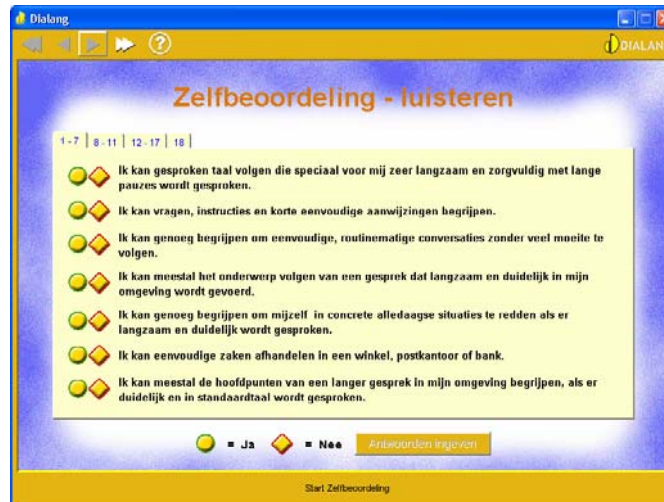 Dialang
DIALAN
Zelfbeoordeling - luisteren
1 - 7 | 8 - 11 | 12 - 17 | 18 |
Ik kan gesproken taal volgen die speciaal voor mij zeer langzaam en zorgvuldig met lange
pauzes wordt gesproken.
Ik kan vragen, instructies en korte eenvoudige aanwijzingen begrijpen.
Ik kan genoeg begrijpen om eenvoudige, routinematige conversaties zonder veel moeite te
volgen.
Ik kan meestal het onderwerp volgen van een gesprek dat langzaam en duidelijk in mijn
omgeving wordt gevoerd.
Ik kan genoeg begrijpen om mijzelf in concrete alledaagse situaties te redden als er
langzaam en duidelijk wordt gesproken.
Ik kan eenvoudige zaken afhandelen in een winkel, postkantoor of bank.
Ik kan meestal de hoofdpunten van een langer gesprek in mijn omgeving begrijpen, als er
duidelijk en in standaardtaal wordt gesproken.
= Ja = Nee Antwoorden ingeven
Start Zelfbeoordeling